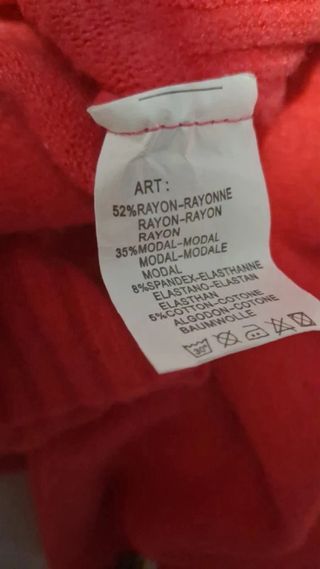 ART :
52%RAYON-RAYONNE
RAYON-RAYON
RAYON
35%MODAL-MODAL
MODAL-MODALE
MODAL
8%SPANDEX-ELASTHANNE
ELASTANO-ELASTAIN
ELASTHAN
5%COTTON-COTONE
ALGODON-COTONE
BAUMWOLLE
30°